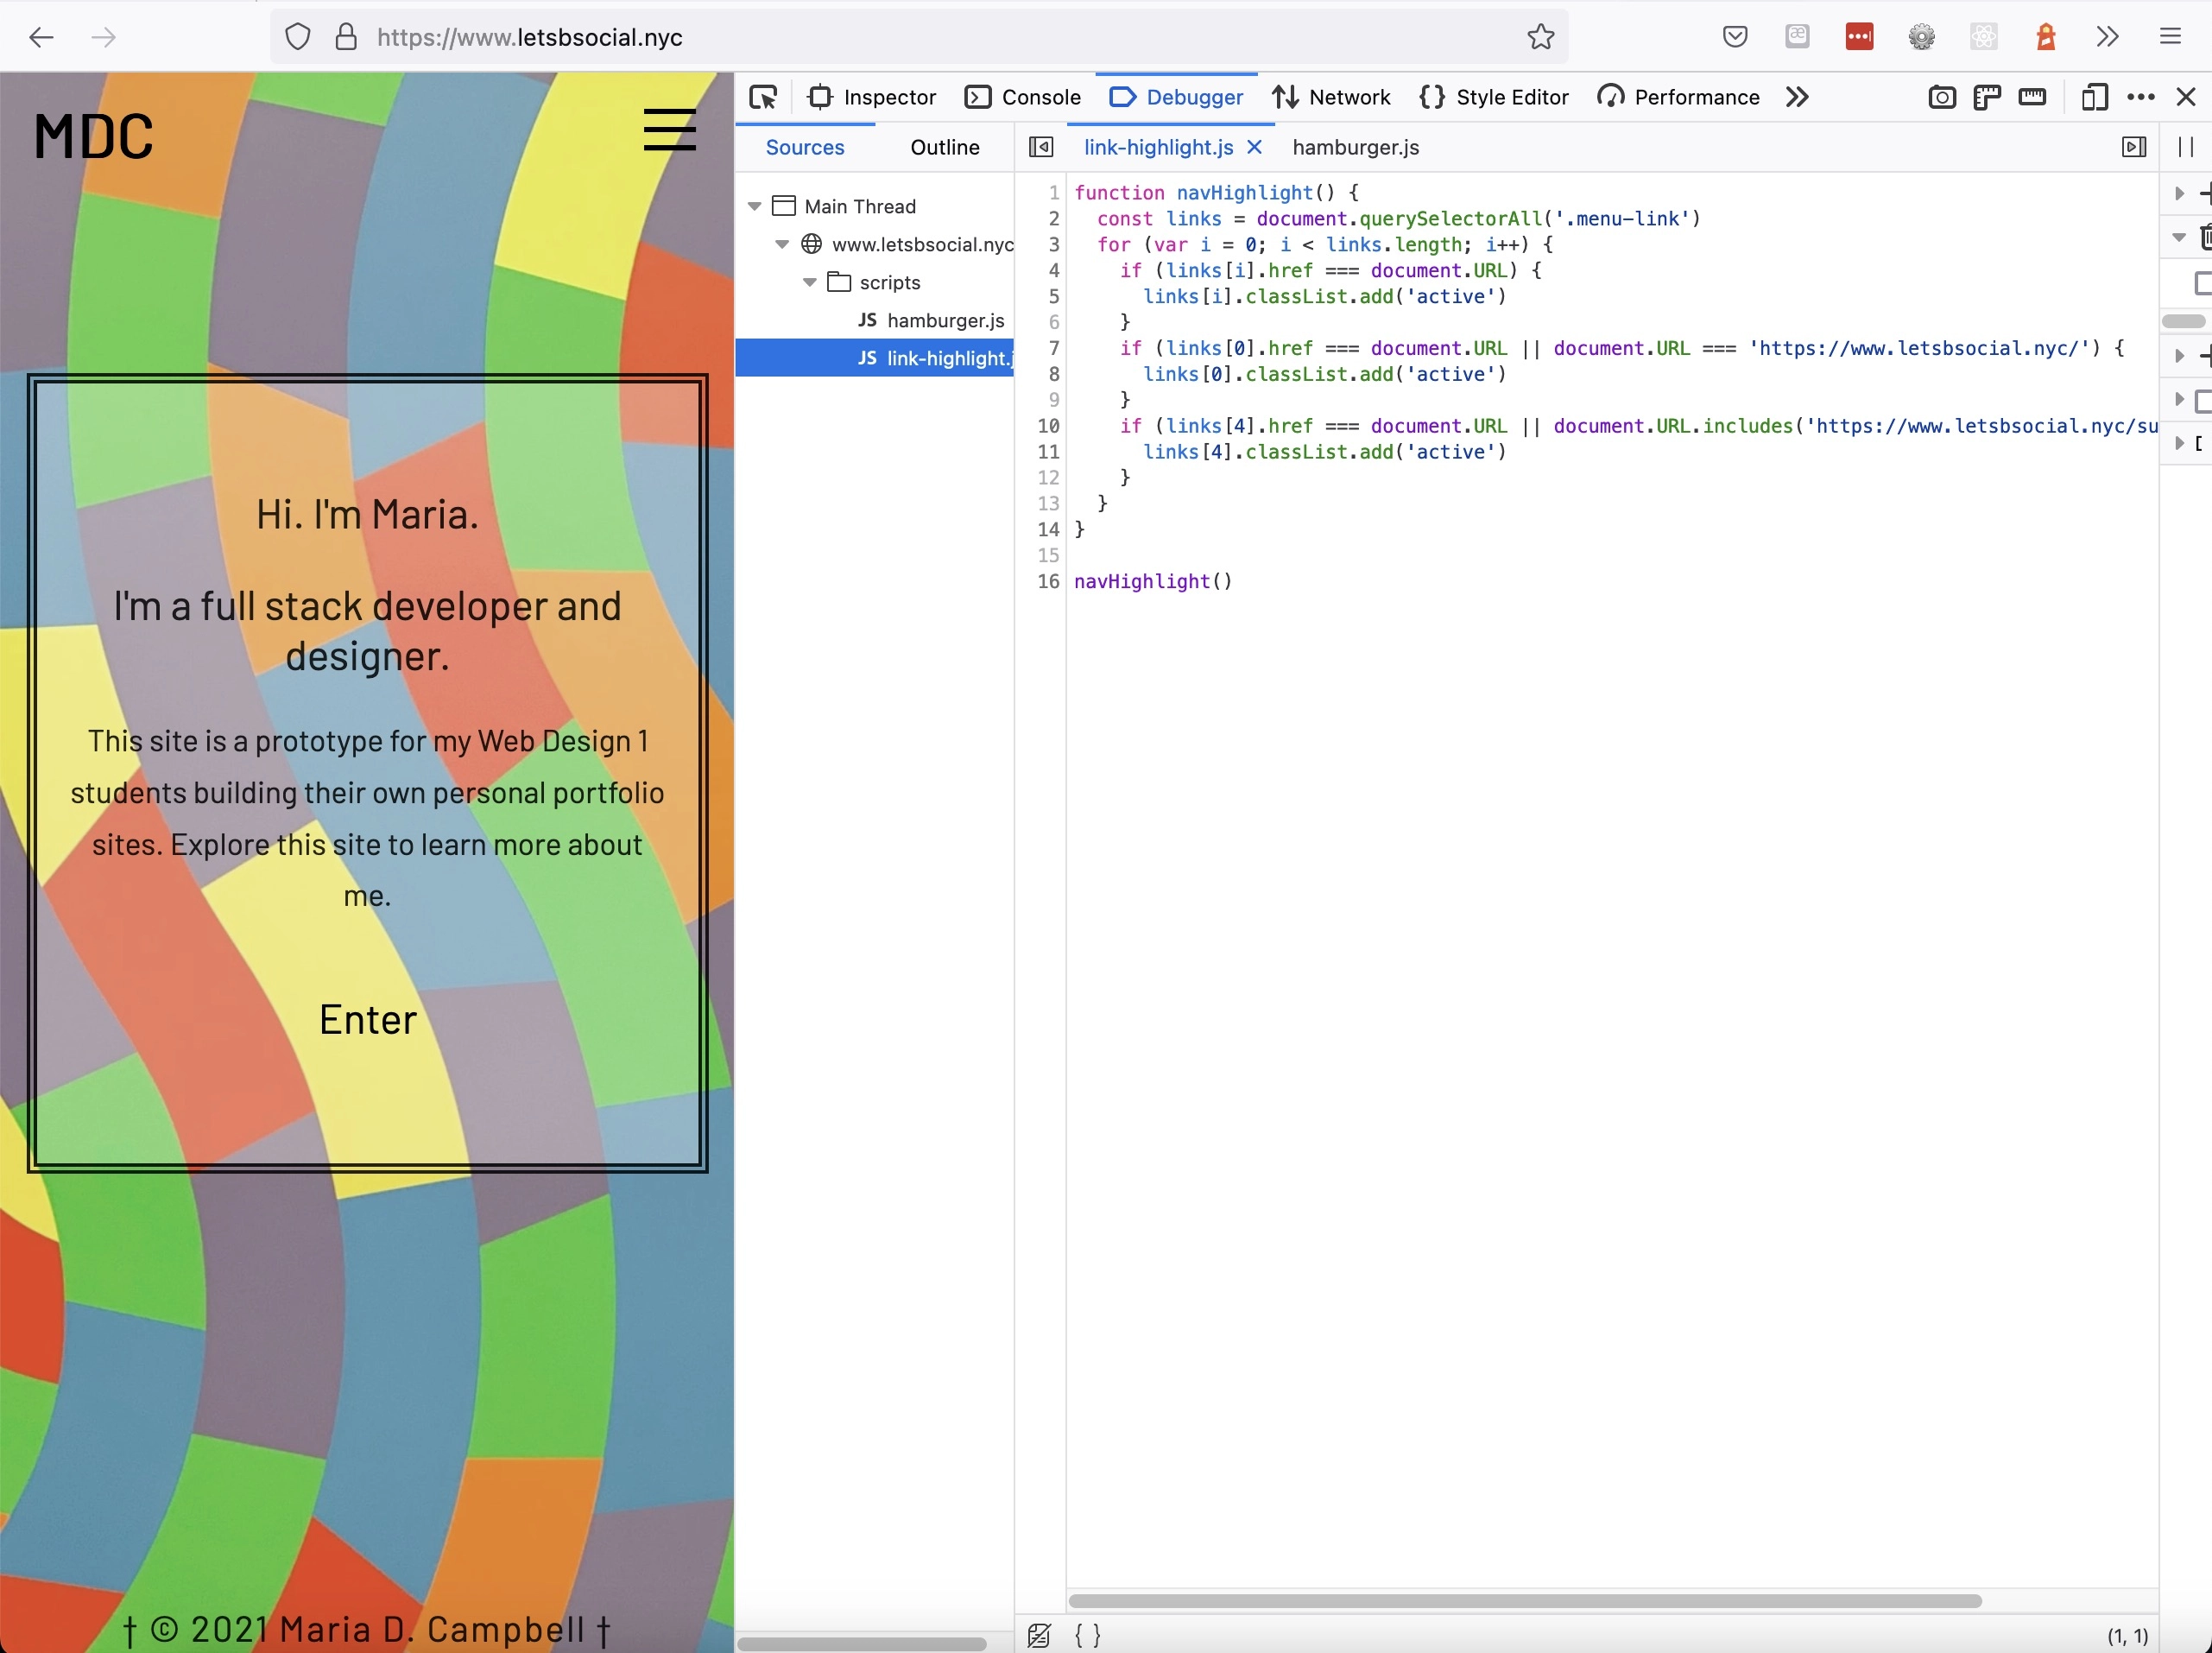 https://www.letsbsocial.nyc
MDC
Hi. I'm Maria.
I'm a full stack developer and
designer.
This site is a prototype for my Web Design 1
students building their own personal portfolio
sites. Explore this site to learn more about
me.
Enter
† © 2021 Maria D. Campbell †
Inspector Console Debugger Network Style Editor Performance
Sources Outline
Main Thread
www.letsbsocial.nyc
scripts
JS hamburger.js
JS link-highlight.j
link-highlight.js hamburger.js
1 function navHighlight() {
2 const links = document.querySelectorAll('.menu-link')
3 for (var i = 0; i < links.length; i++) {
4 if (links[i].href === document.URL) {
5 links[i].classList.add('active')
6 }
7 if (links[0].href === document.URL || document.URL === 'https://www.letsbsocial.nyc/') {
8 links[0].classList.add('active')
9 }
10 if (links[4].href === document.URL || document.URL.includes('https://www.letsbsocial.nyc/su
11 links[4].classList.add('active')
12 }
13 }
14 }
15
16 navHighlight()
{ } (1, 1)